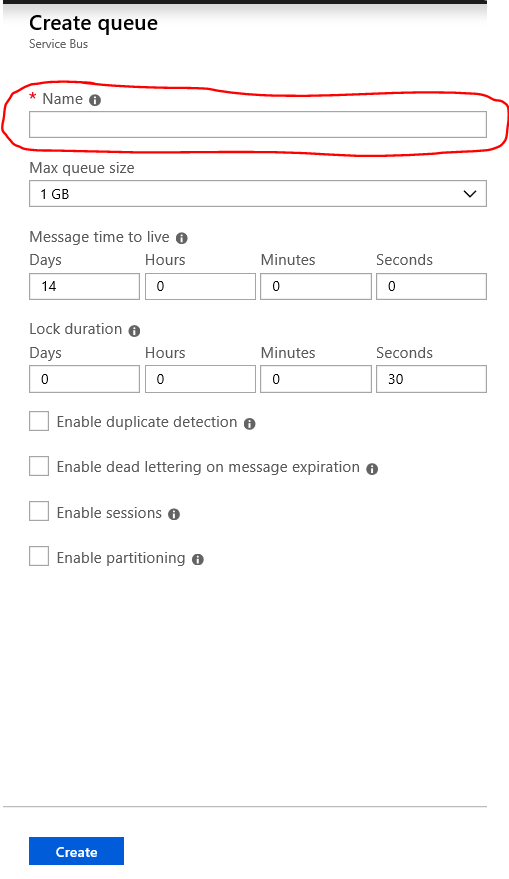 Create queue
Service Bus
* Name
Max queue size
1 GB
Message time to live
Days Hours Minutes Seconds
14 0 0 0
Lock duration
Days Hours Minutes Seconds
0 0 0 30
Enable duplicate detection
Enable dead lettering on message expiration
Enable sessions
Enable partitioning
Create